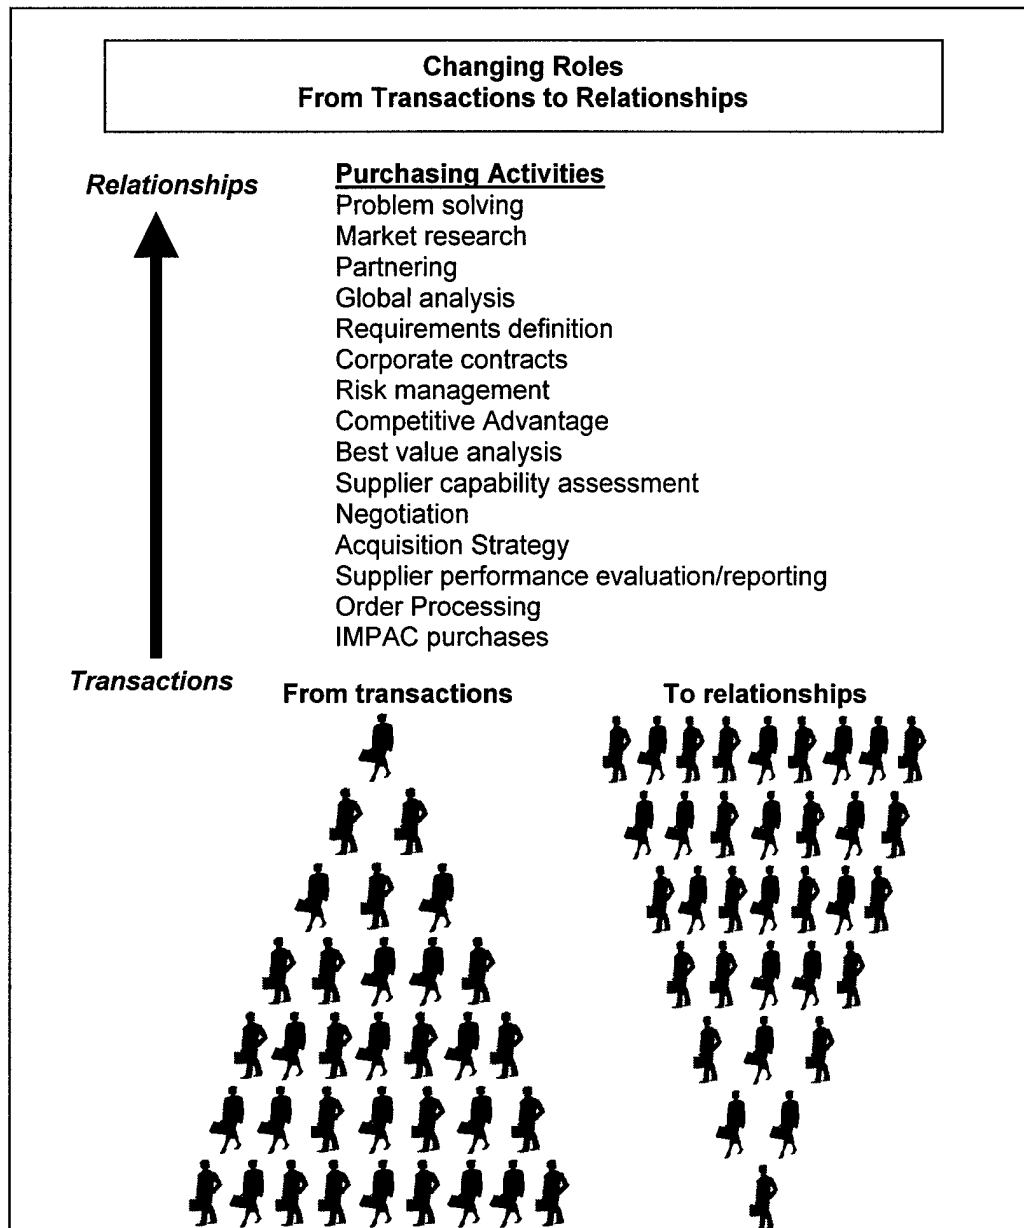 Changing Roles
From Transactions to Relationships
Relationships
Purchasing Activities
Problem solving
Market research
Partnering
Global analysis
Requirements definition
Corporate contracts
Risk management
Competitive Advantage
Best value analysis
Supplier capability assessment
Negotiation
Acquisition Strategy
Supplier performance evaluation/reporting
Order Processing
IMPAC purchases
Transactions
From transactions
To relationships